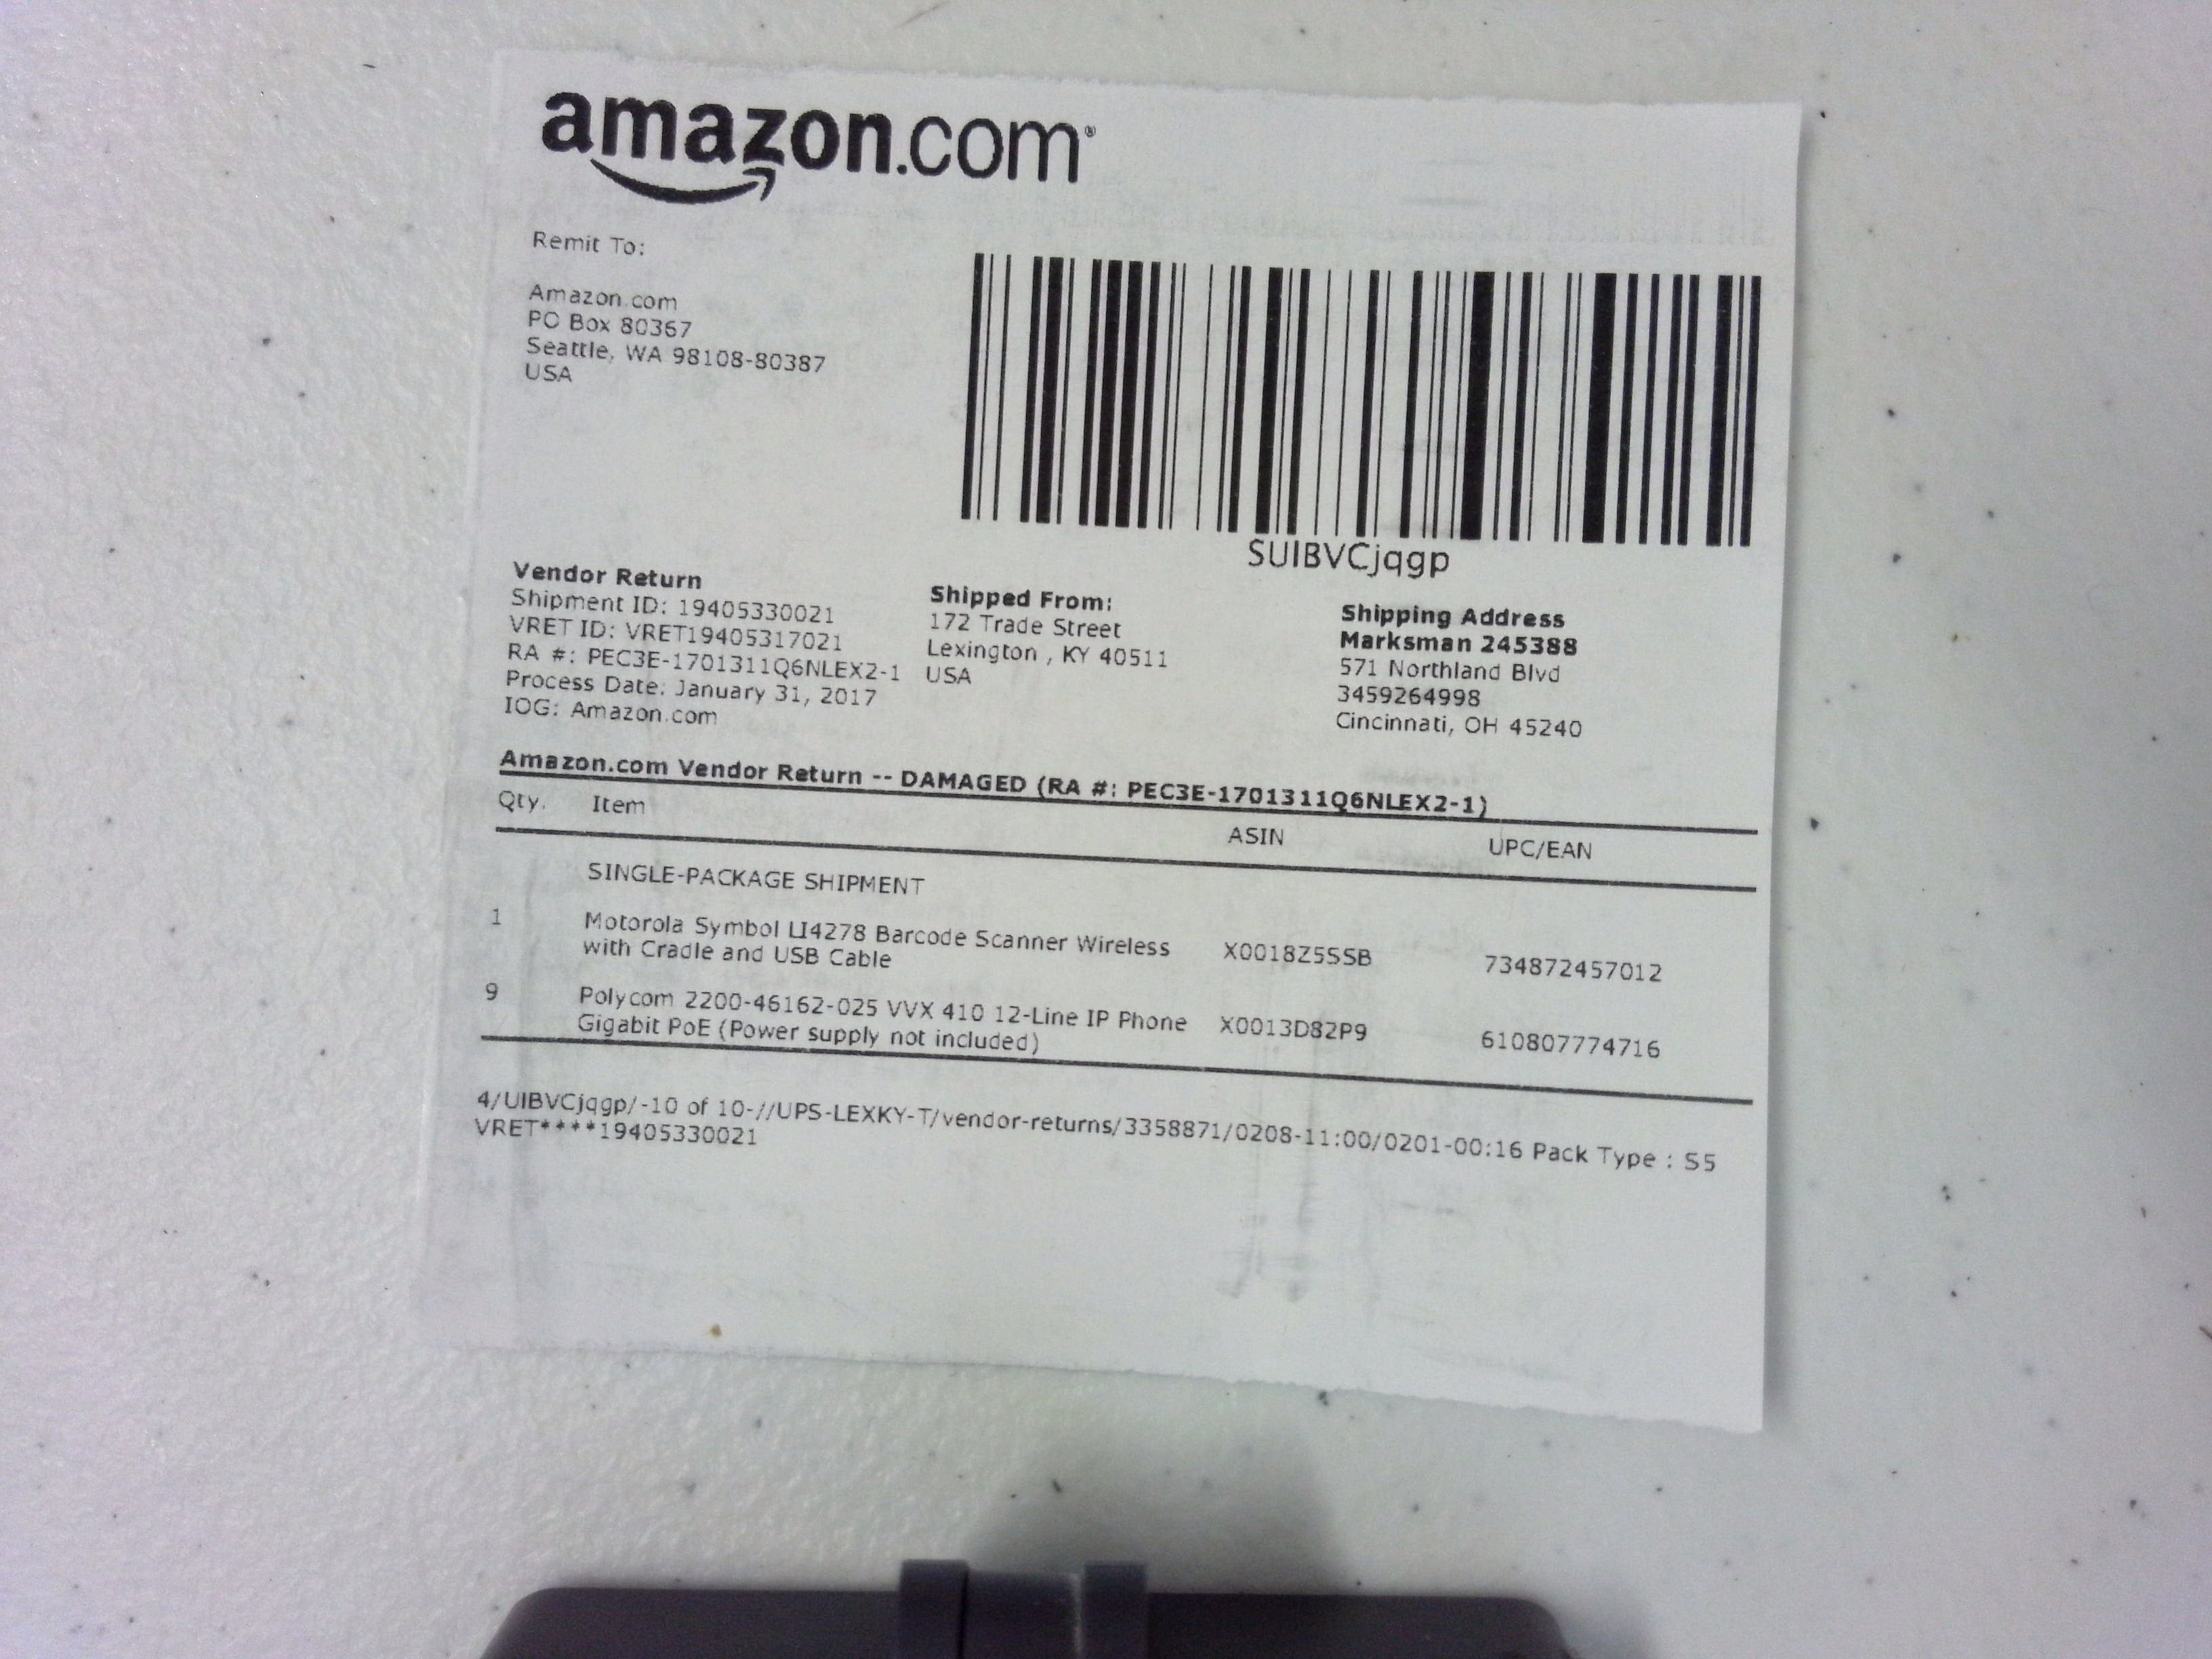 amazon.com®
Remit To:
Amazon.com
PO Box 80367
Seattle, WA 98108-80387
USA
SUIBVCjqgp
Vendor Return
Shipment ID: 19405330021
VRET ID: VRET19405317021
RA #: PEC3E-1701311Q6NLEX2-1
Process Date: January 31, 2017
IOG: Amazon.com
Shipped From:
172 Trade Street
Lexington , KY 40511
USA
Shipping Address
Marksman 245388
571 Northland Blvd
3459264998
Cincinnati, OH 45240
Amazon.com Vendor Return -- DAMAGED (RA #: PEC3E-1701311Q6NLEX2-1)
Qty. Item ASIN UPC/EAN
SINGLE-PACKAGE SHIPMENT
1 Motorola Symbol LI4278 Barcode Scanner Wireless X0018Z5SSB 734872457012
with Cradle and USB Cable
9 Polycom 2200-46162-025 VVX 410 12-Line IP Phone X0013D82P9 610807774716
Gigabit PoE (Power supply not included)
4/UIBVCjqgp/-10 of 10-//UPS-LEXKY-T/vendor-returns/3358871/0208-11:00/0201-00:16 Pack Type : S5
VRET****19405330021